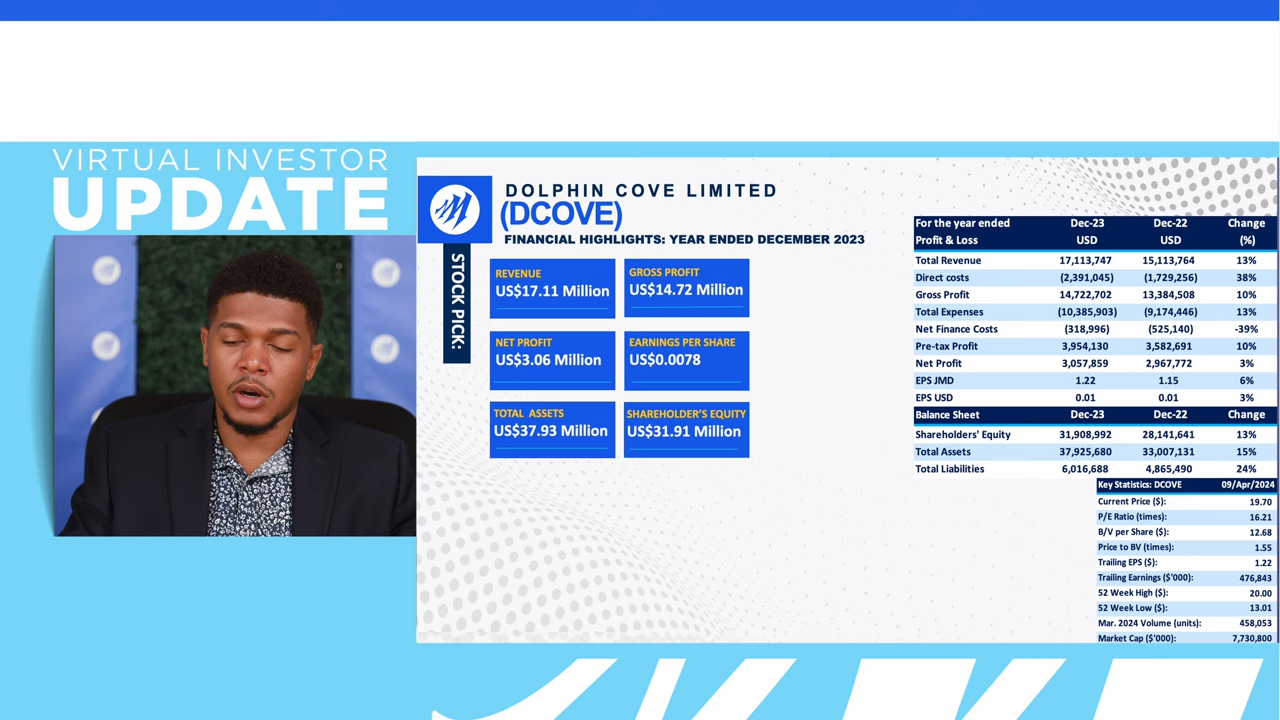 VIRTUAL INVESTOR
UPDATE
DOLPHIN COVE LIMITED
(DCOVE)
FINANCIAL HIGHLIGHTS: YEAR ENDED DECEMBER 2023
STOCK PICK:
REVENUE
US$17.11 Million
GROSS PROFIT
US$14.72 Million
NET PROFIT
US$3.06 Million
EARNINGS PER SHARE
US$0.0078
TOTAL ASSETS
US$37.93 Million
SHAREHOLDER'S EQUITY
US$31.91 Million
For the year ended Dec-23 Dec-22 Change
Profit & Loss USD USD (%)
Total Revenue 17,113,747 15,113,764 13%
Direct costs (2,391,045) (1,729,256) 38%
Gross Profit 14,722,702 13,384,508 10%
Total Expenses (10,385,903) (9,174,446) 13%
Net Finance Costs (318,996) (525,140) -39%
Pre-tax Profit 3,954,130 3,582,691 10%
Net Profit 3,057,859 2,967,772 3%
EPS JMD 1.22 1.15 6%
EPS USD 0.01 0.01 3%
Balance Sheet Dec-23 Dec-22 Change
Shareholders' Equity 31,908,992 28,141,641 13%
Total Assets 37,925,680 33,007,131 15%
Total Liabilities 6,016,688 4,865,490 24%
Key Statistics: DCOVE 09/Apr/2024
Current Price ($): 19.70
P/E Ratio (times): 16.21
B/V per Share ($): 12.68
Price to BV (times): 1.55
Trailing EPS ($): 1.22
Trailing Earnings ($'000): 476,843
52 Week High ($): 20.00
52 Week Low ($): 13.01
Mar. 2024 Volume (units): 458,053
Market Cap ($'000): 7,730,800